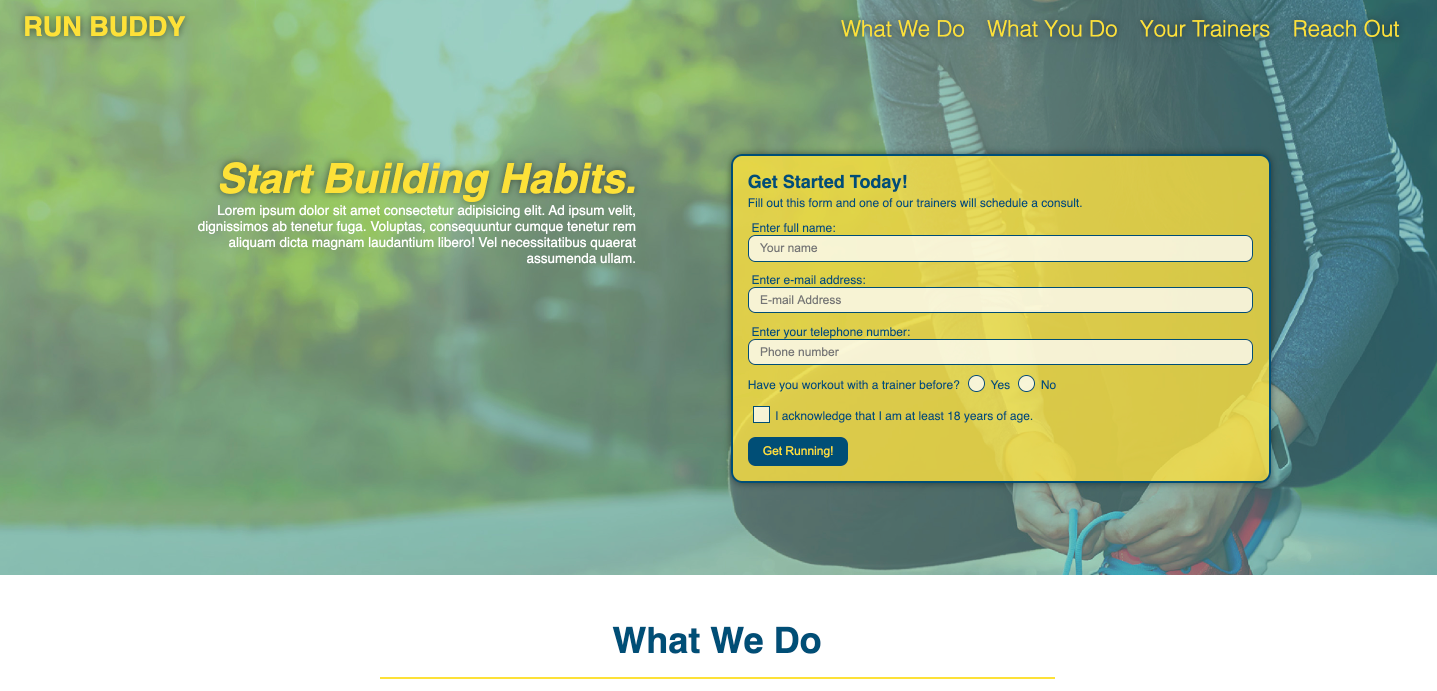 RUN BUDDY
What We Do What You Do Your Trainers Reach Out
Start Building Habits.
Lorem ipsum dolor sit amet consectetur adipisicing elit. Ad ipsum velit,
dignissimos ab tenetur fuga. Voluptas, consequuntur cumque tenetur rem
aliquam dicta magnam laudantium libero! Vel necessitatibus quaerat
assumenda ullam.
Get Started Today!
Fill out this form and one of our trainers will schedule a consult.
Enter full name:
Your name
Enter e-mail address:
E-mail Address
Enter your telephone number:
Phone number
Have you workout with a trainer before? Yes No
I acknowledge that I am at least 18 years of age.
Get Running!
What We Do